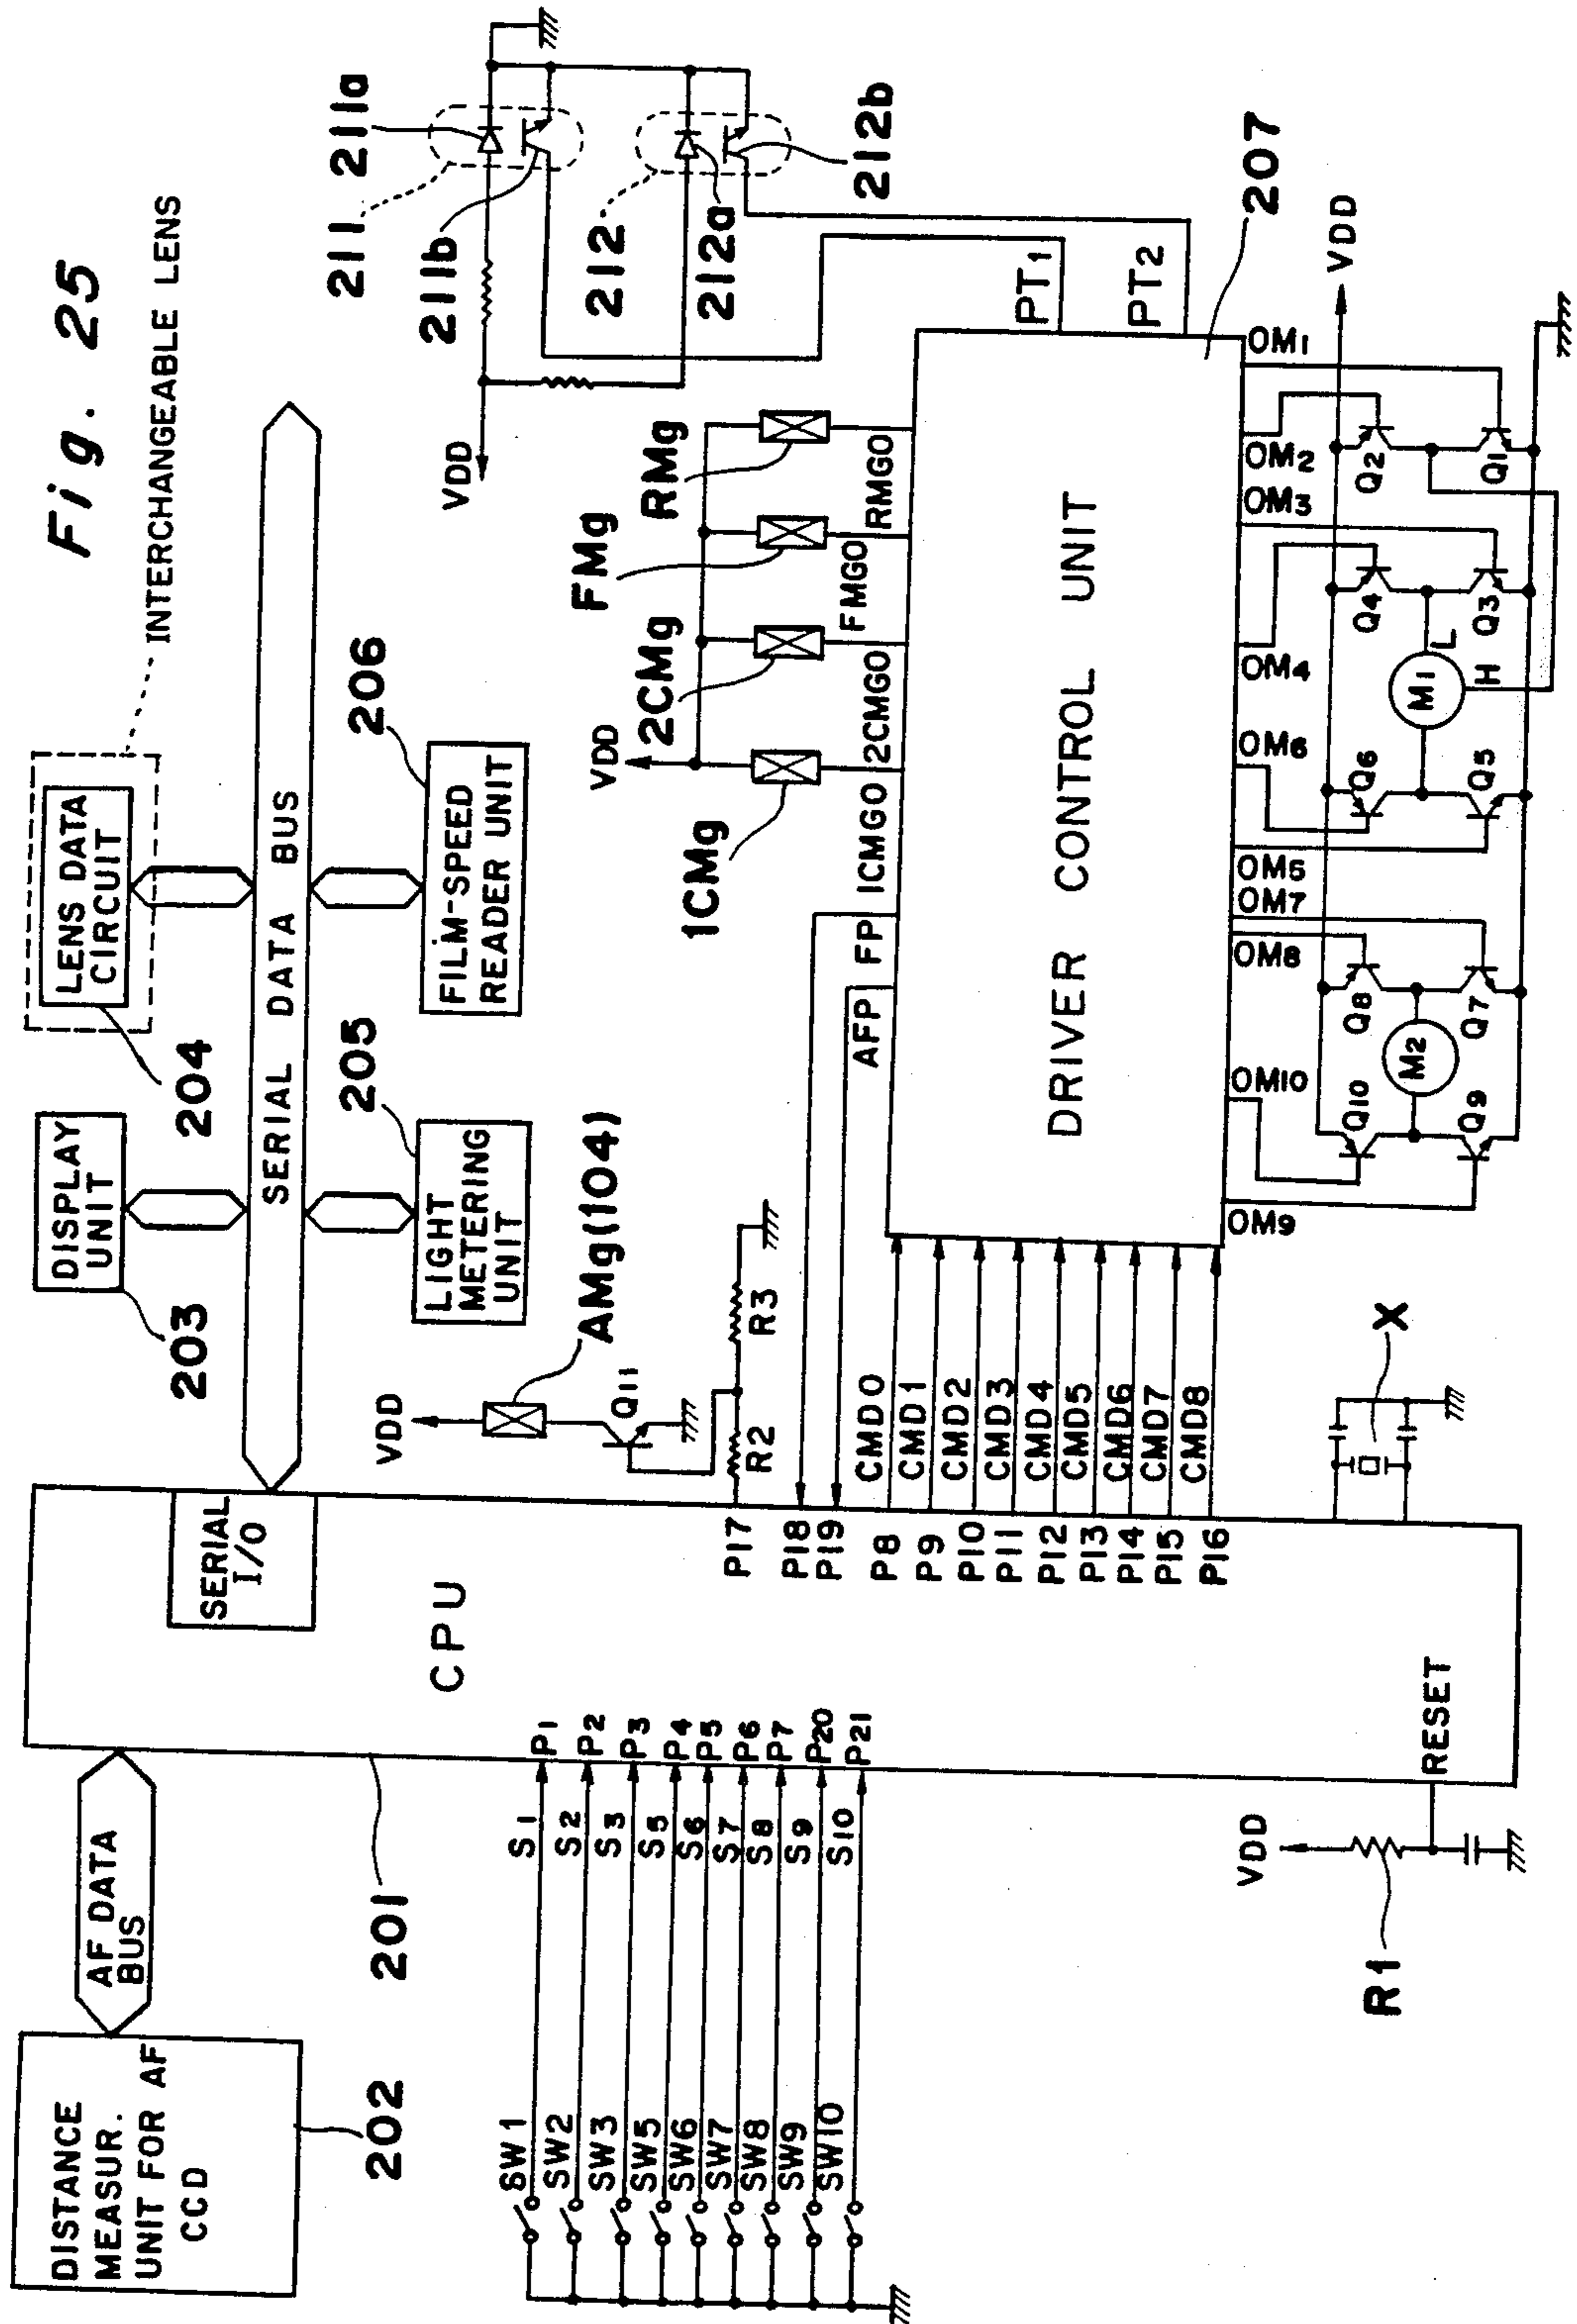 Fig. 25
INTERCHANGEABLE LENS
DISTANCE
MEASUR.
UNIT FOR AF
CCD
202
AF DATA
BUS
201
CPU
SERIAL
I/O
SERIAL DATA BUS
DISPLAY
UNIT
203
LENS DATA
CIRCUIT
204
LIGHT
METERING
UNIT
205
FILM-SPEED
READER UNIT
206
SW1
SW2
SW3
SW5
SW6
SW7
SW8
SW9
SW10
S1
S2
S3
S5
S6
S7
S8
S9
S10
P1
P2
P3
P4
P5
P6
P7
P20
P21
RESET
VDD
R1
P17
P18
P19
P8
P9
P10
P11
P12
P13
P14
P15
P16
VDD
AMg(104)
Q11
R2
R3
CMD0
CMD1
CMD2
CMD3
CMD4
CMD5
CMD6
CMD7
CMD8
X
AFP
FP
1CMGO
2CMGO
FMGO
RMGO
VDD
1CMg
2CMg
FMg
RMg
DRIVER CONTROL UNIT
207
PT1
PT2
VDD
211
211a
211b
212
212a
212b
OM9
OM10
OM8
OM7
OM5
OM6
OM4
OM3
OM2
OM1
VDD
Q10
Q8
Q6
Q4
Q2
M2
M1
L
H
Q9
Q7
Q5
Q3
Q1